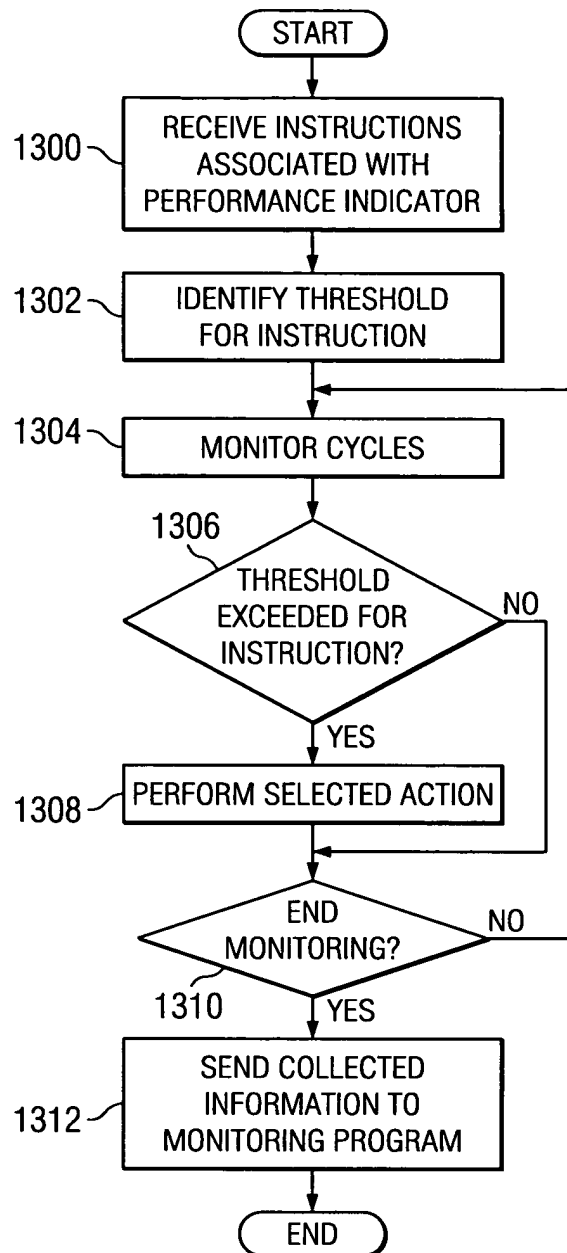 START
1300
RECEIVE INSTRUCTIONS
ASSOCIATED WITH
PERFORMANCE INDICATOR
1302
IDENTIFY THRESHOLD
FOR INSTRUCTION
1304
MONITOR CYCLES
1306
THRESHOLD
EXCEEDED FOR
INSTRUCTION?
NO
YES
1308
PERFORM SELECTED ACTION
END
MONITORING?
NO
1310
YES
1312
SEND COLLECTED
INFORMATION TO
MONITORING PROGRAM
END